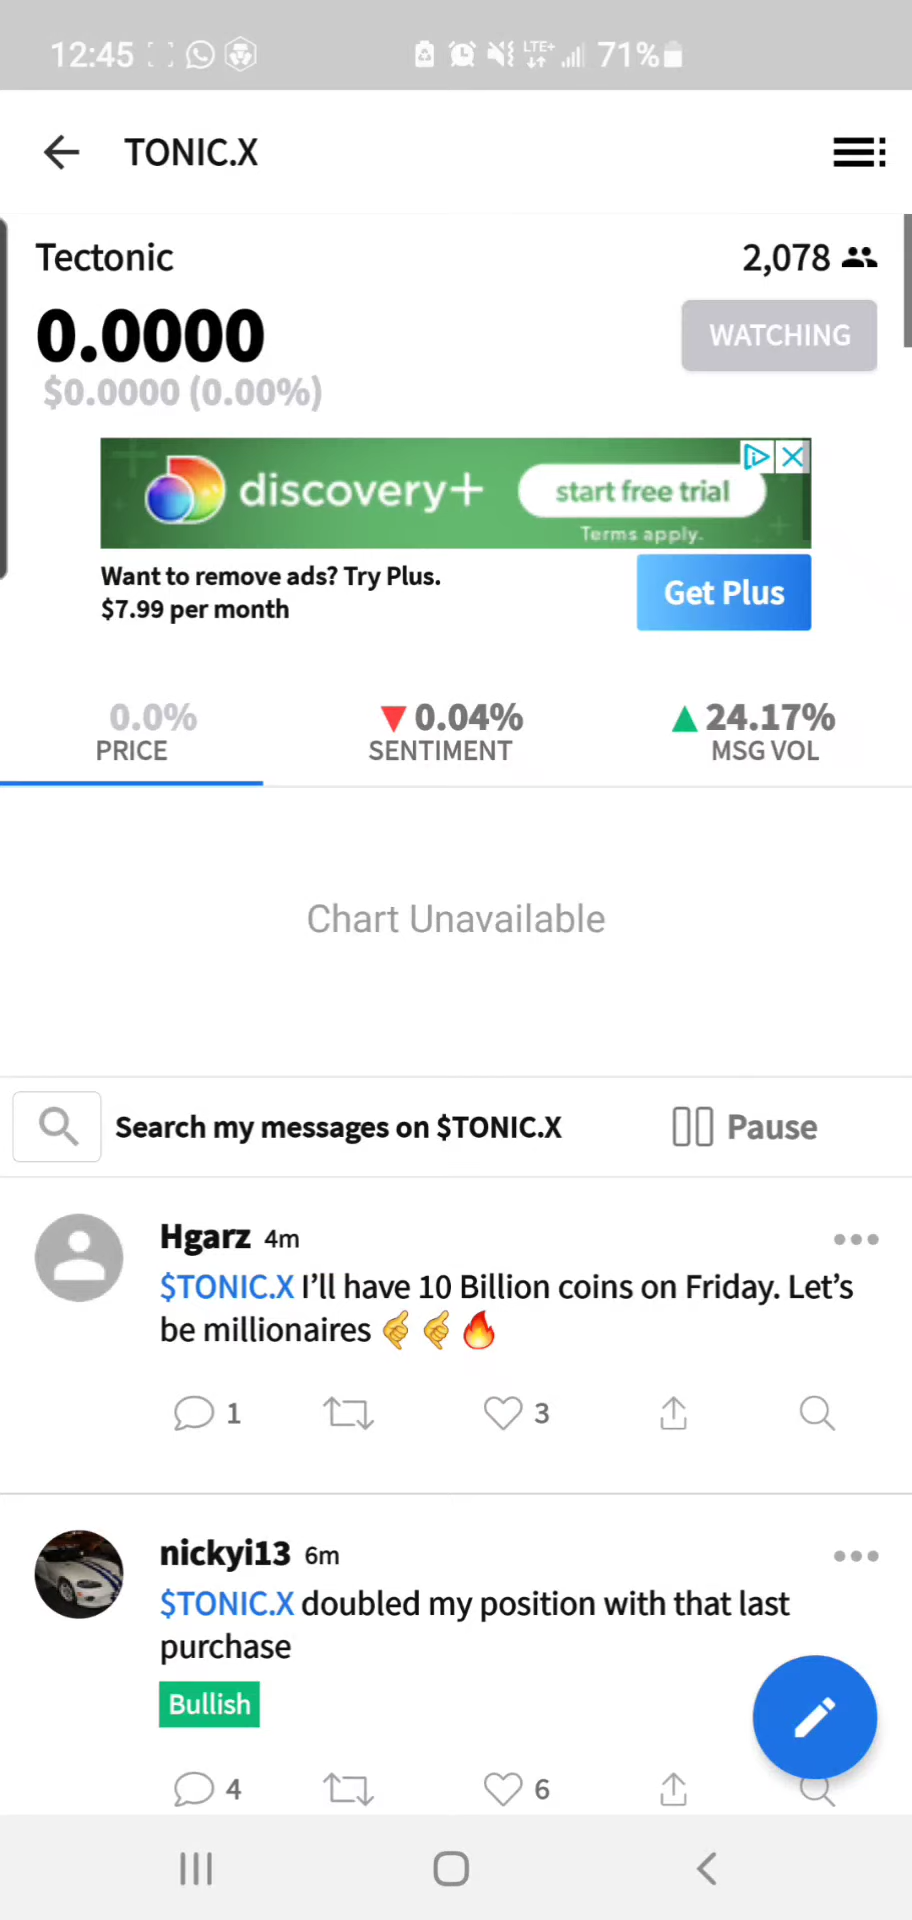 12:45 LTE+ 71%
TONIC.X
Tectonic 2,078
0.0000 WATCHING
$0.0000 (0.00%)
discovery+ start free trial
Terms apply.
Want to remove ads? Try Plus.
$7.99 per month
Get Plus
0.0% 0.04% 24.17%
PRICE SENTIMENT MSG VOL
Chart Unavailable
Search my messages on $TONIC.X Pause
Hgarz 4m
$TONIC.X I’ll have 10 Billion coins on Friday. Let’s
be millionaires 🤙 🤙 🔥
1 3
nickyi13 6m
$TONIC.X doubled my position with that last
purchase
Bullish
4 6